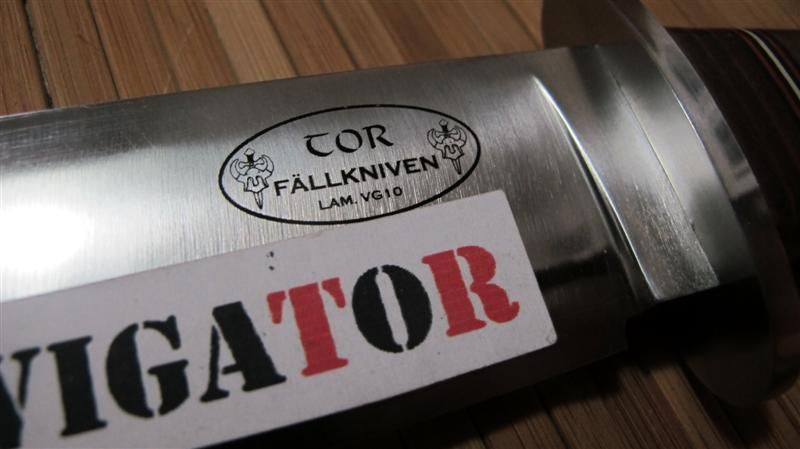 TOR
FÄLLKNIVEN
LAM. VG10
VIGATOR